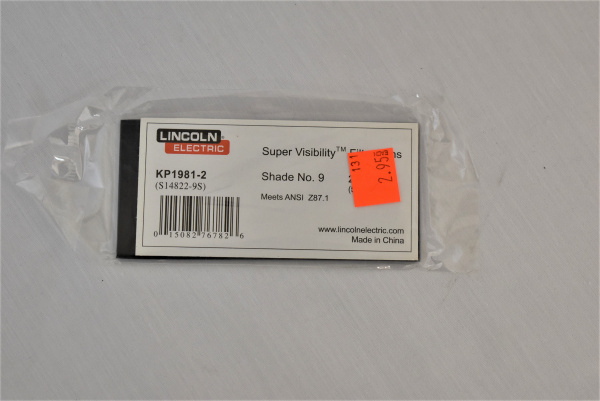 LINCOLN
ELECTRIC
Super Visibility™
KP1981-2
(S14822-9S)
Shade No. 9
Meets ANSI Z87.1
0 15082 76782 6
www.lincolnelectric.com
Made in China
131
2.95